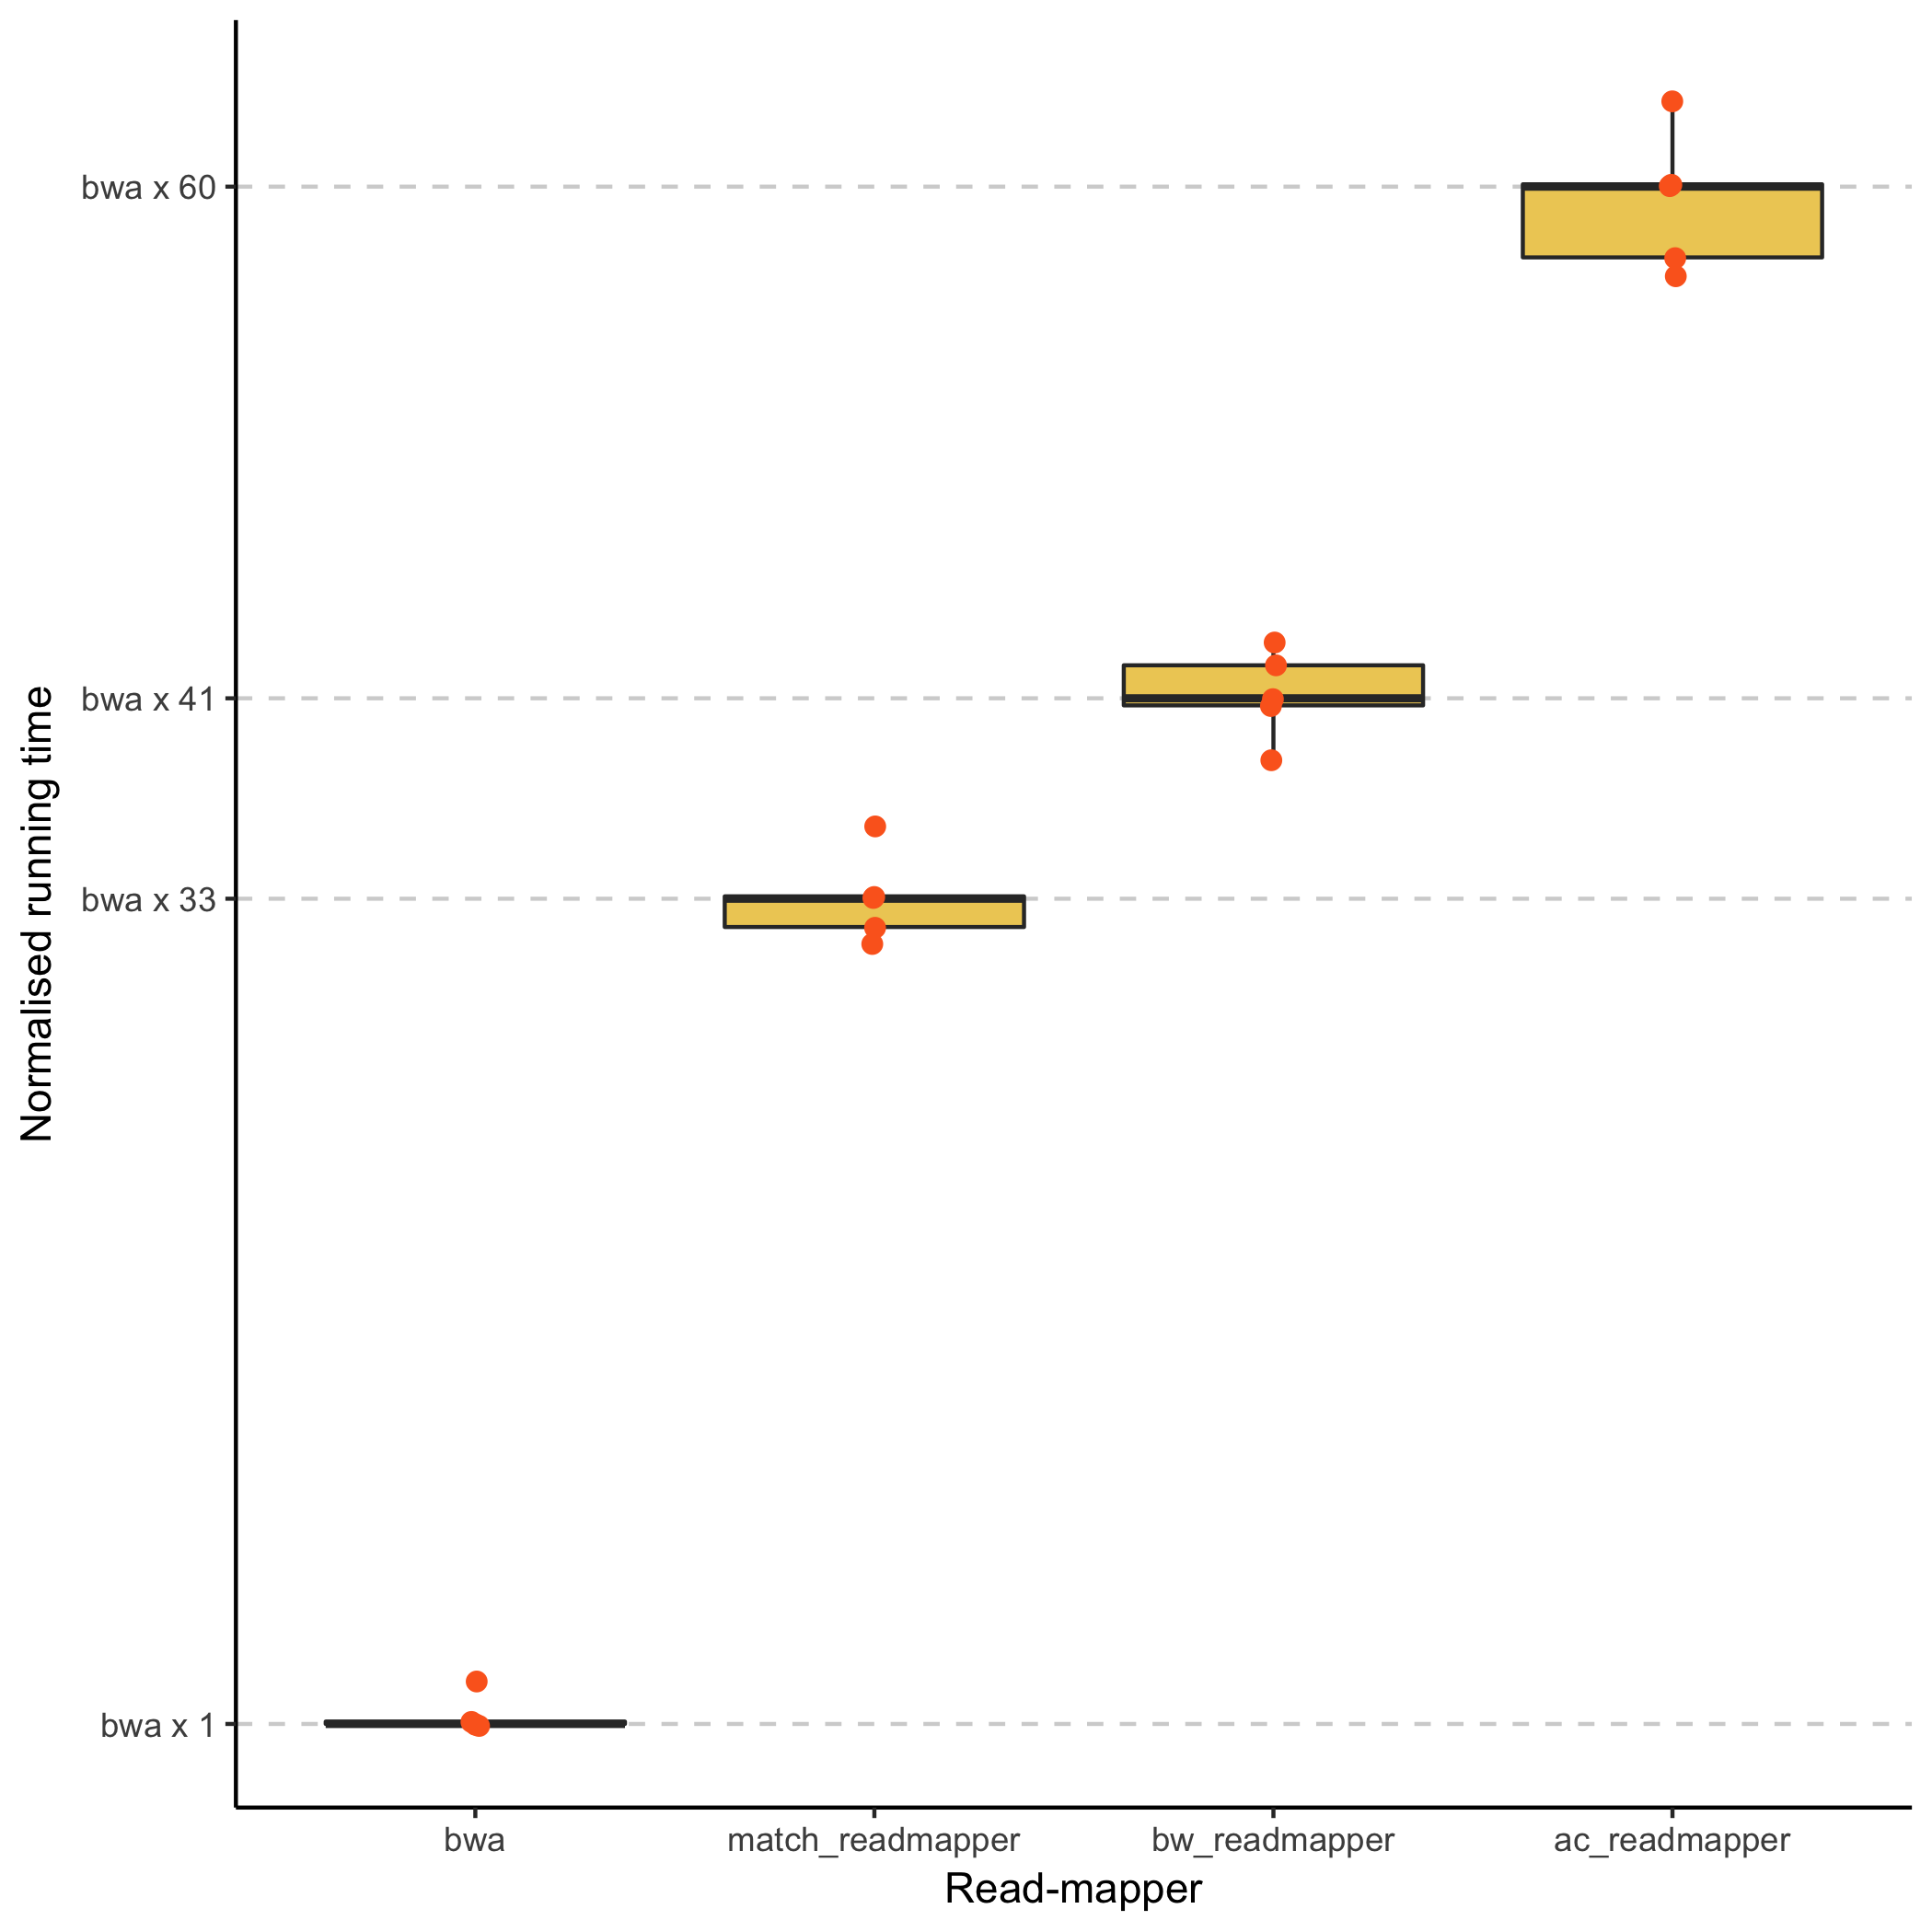 Normalised running time
bwa x 60
bwa x 41
bwa x 33
bwa x 1
bwa match_readmapper bw_readmapper ac_readmapper
Read-mapper